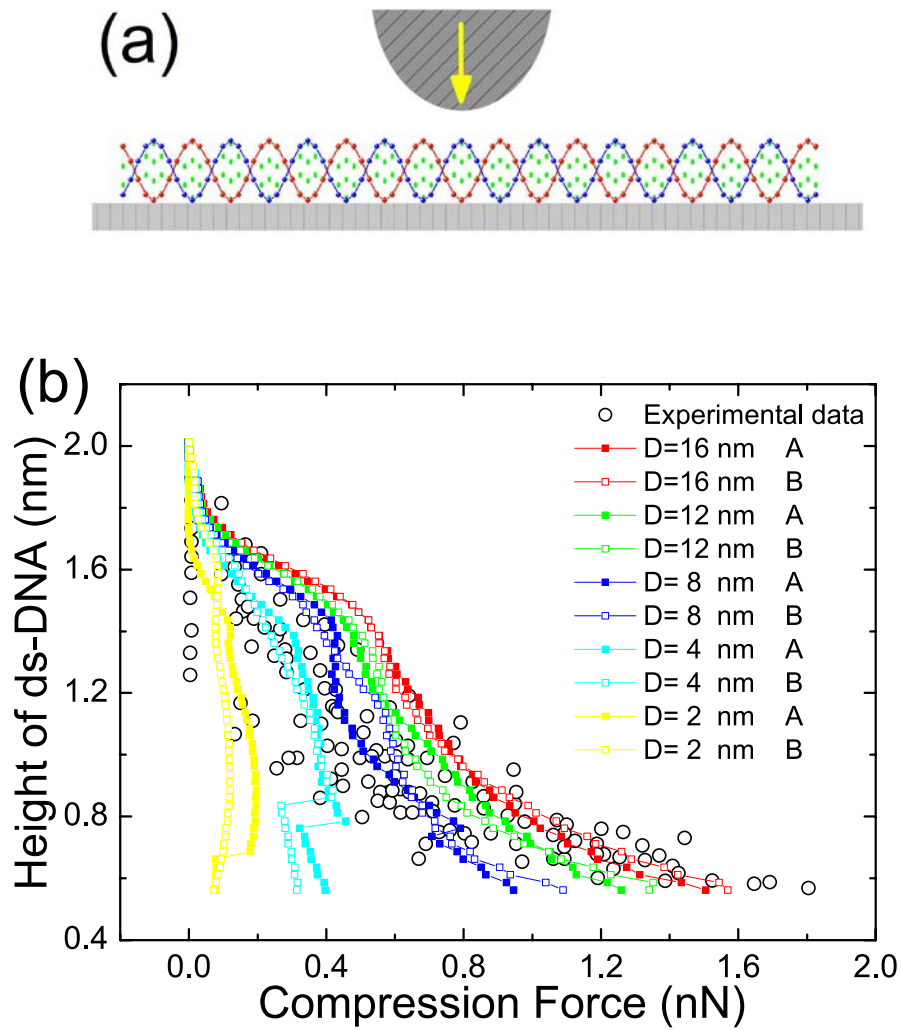 (a)
(b)
Height of ds-DNA (nm)
2.0
1.6
1.2
0.8
0.4
Experimental data
D=16 nm A
D=16 nm B
D=12 nm A
D=12 nm B
D= 8 nm A
D= 8 nm B
D= 4 nm A
D= 4 nm B
D= 2 nm A
D= 2 nm B
0.0 0.4 0.8 1.2 1.6 2.0
Compression Force (nN)